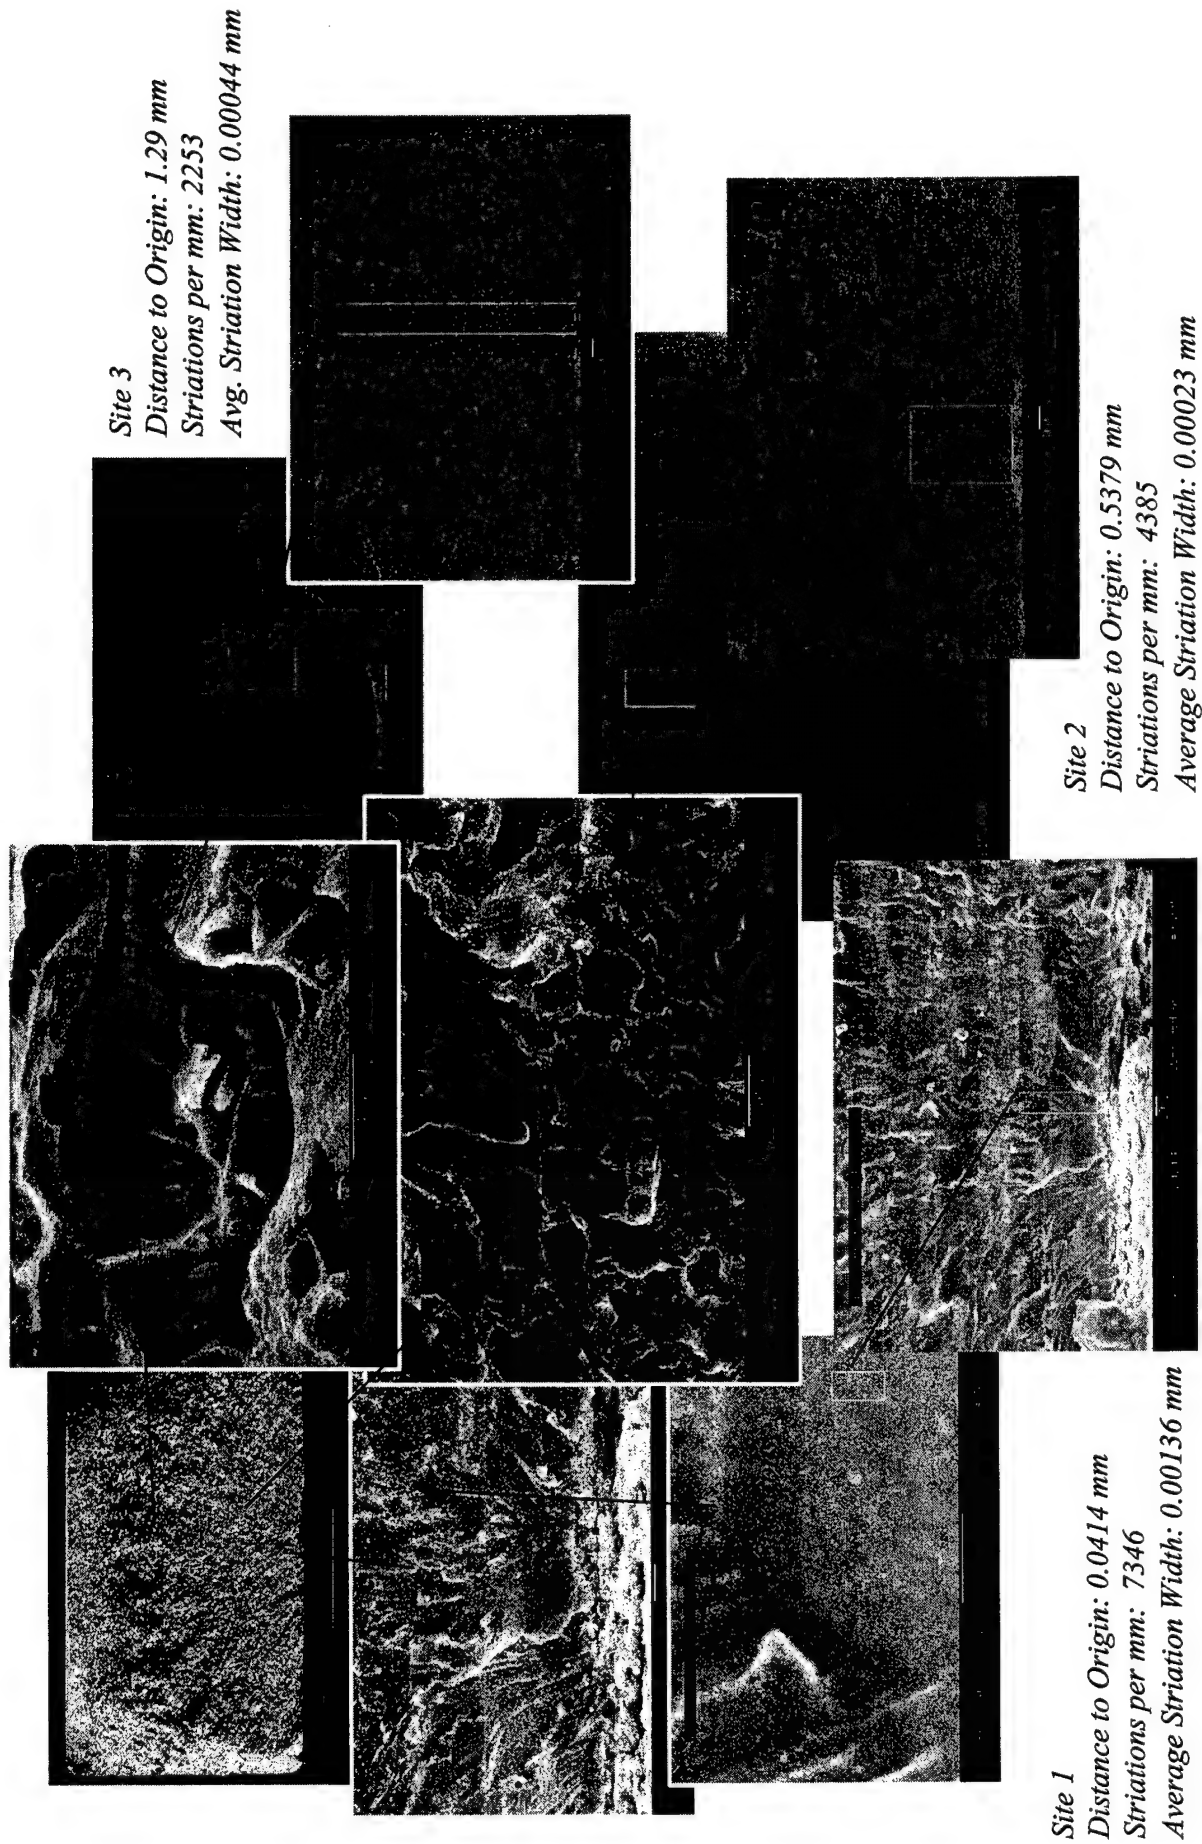 Site 3
Distance to Origin: 1.29 mm
Striations per mm: 2253
Avg. Striation Width: 0.00044 mm
Site 2
Distance to Origin: 0.5379 mm
Striations per mm: 4385
Average Striation Width: 0.00023 mm
Site 1
Distance to Origin: 0.0414 mm
Striations per mm: 7346
Average Striation Width: 0.00136 mm